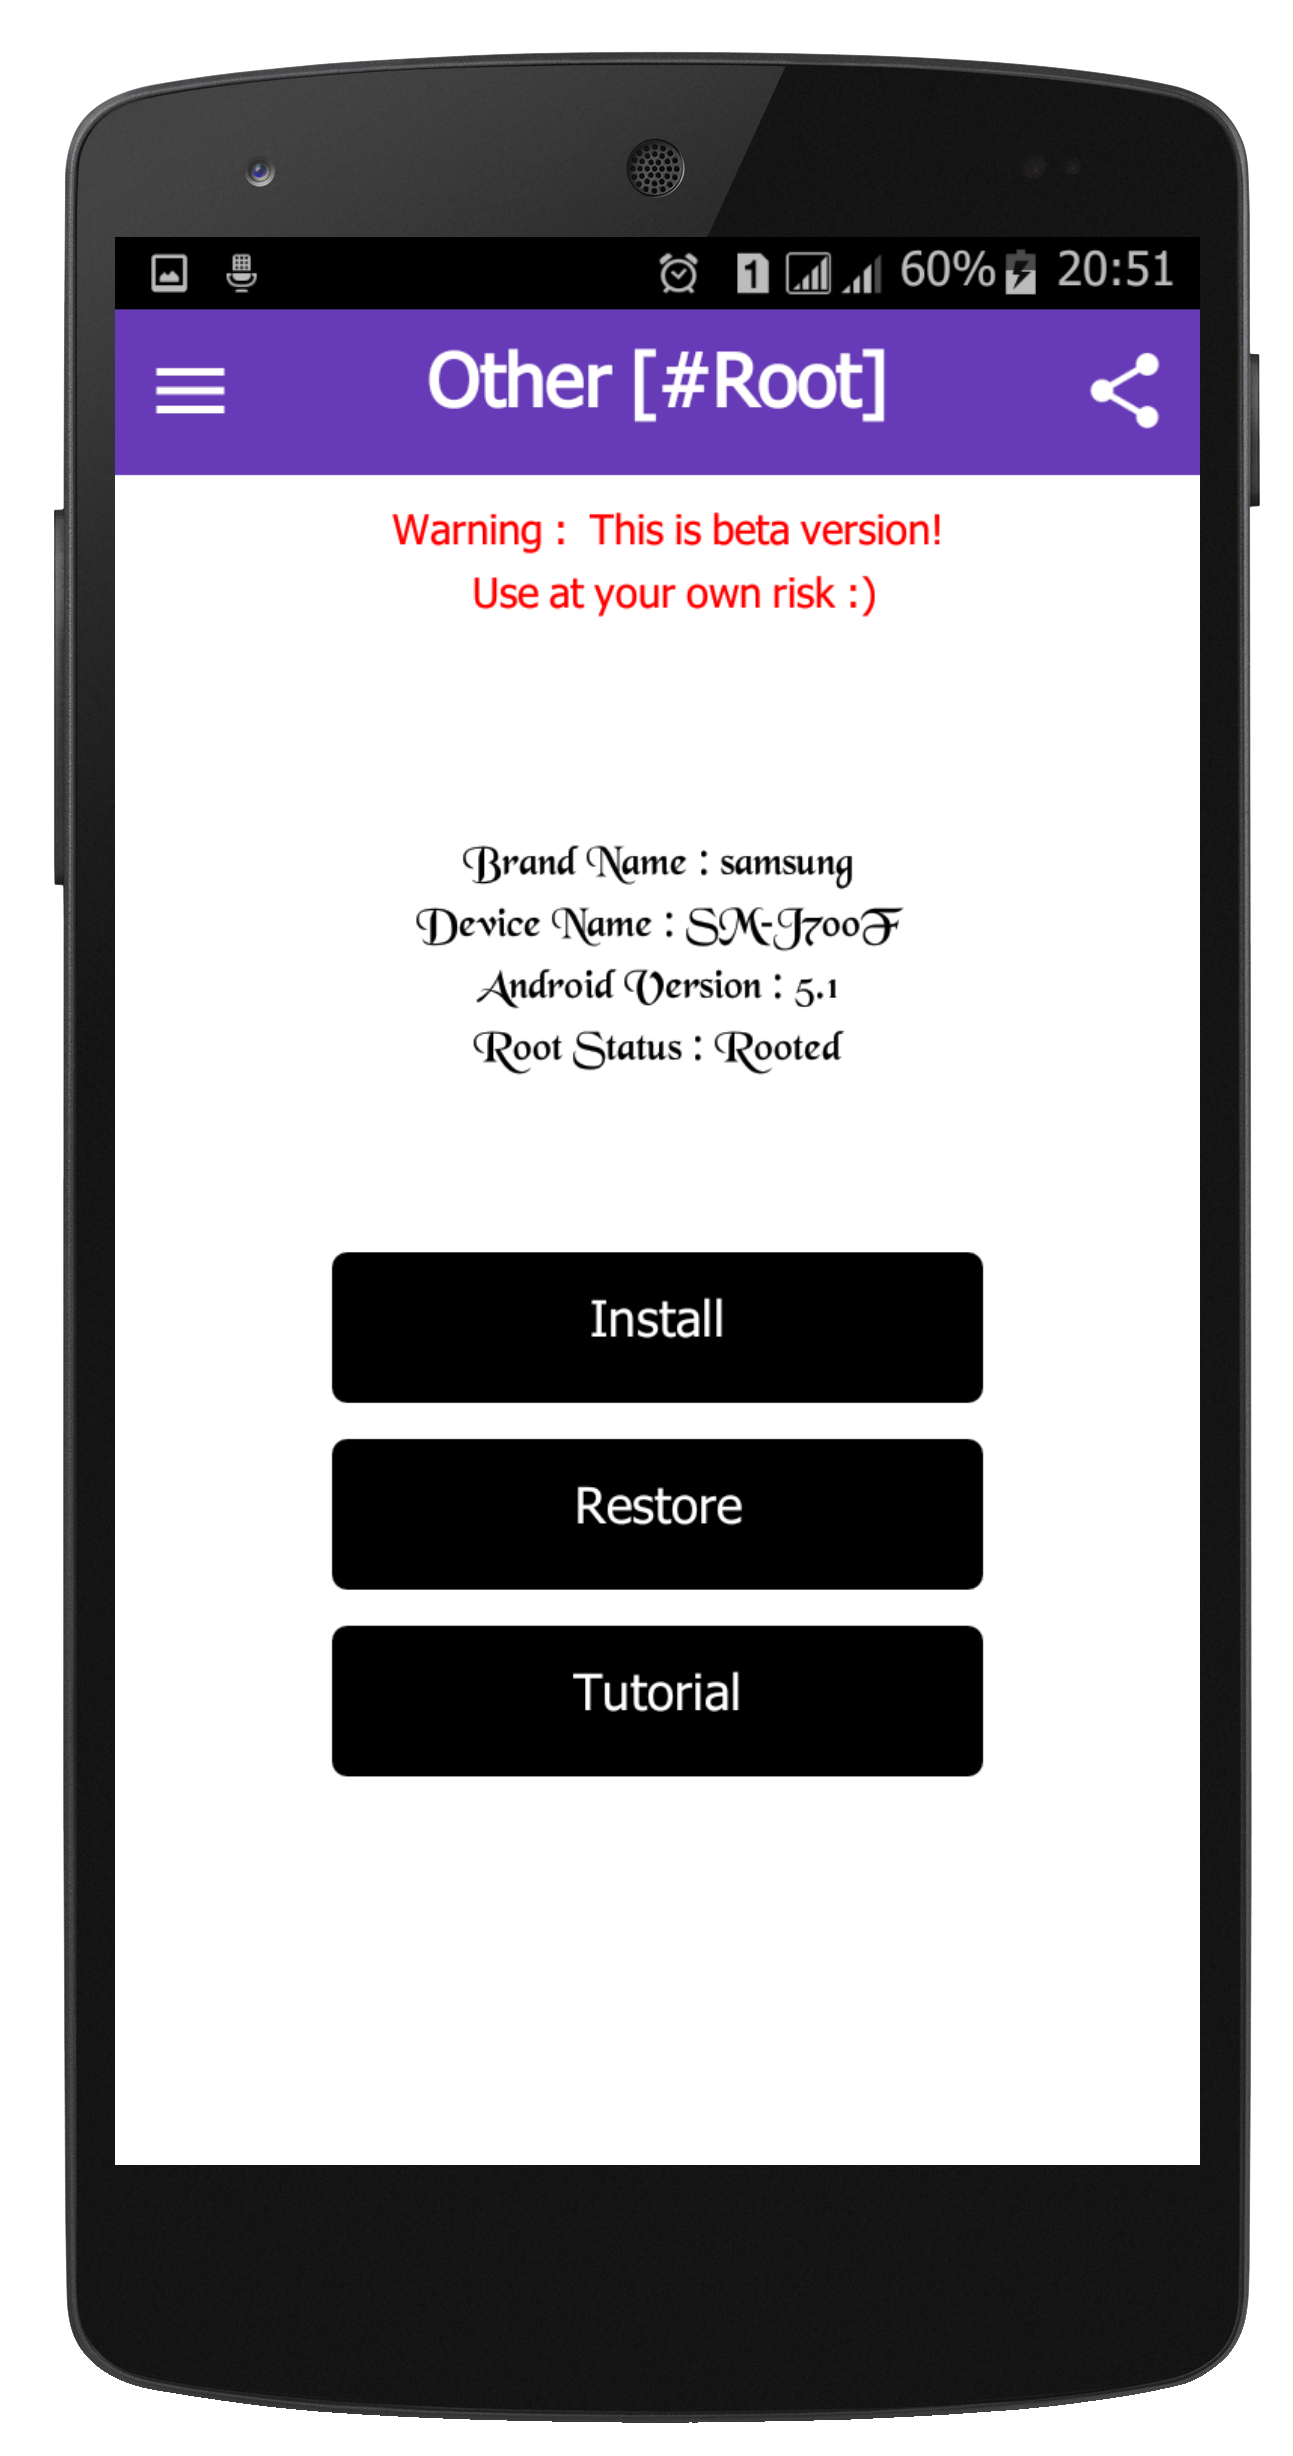 1 60% 20:51
Other [#Root]
Warning :  This is beta version!
Use at your own risk :)
Brand Name : samsung
Device Name : SM-J700F
Android Version : 5.1
Root Status : Rooted
Install
Restore
Tutorial